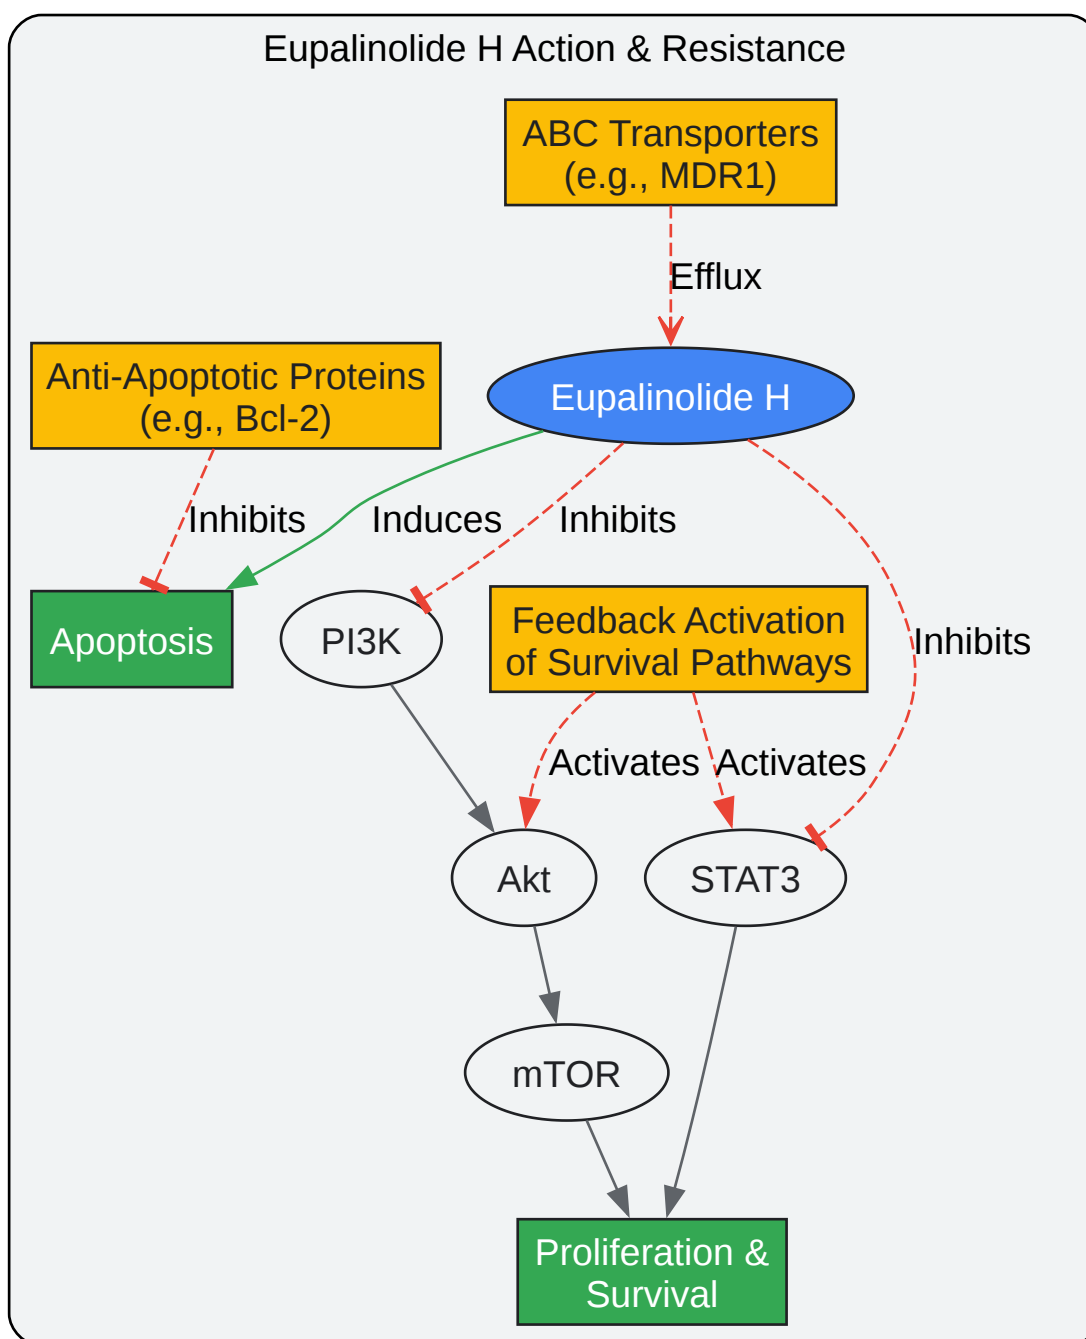 Eupalinolide H Action & Resistance
ABC Transporters
(e.g., MDR1)
Efflux
Anti-Apoptotic Proteins
(e.g., Bcl-2)
Eupalinolide H
Inhibits
Induces
Inhibits
Apoptosis
PI3K
Feedback Activation
of Survival Pathways
Inhibits
Activates
Activates
Akt
STAT3
mTOR
Proliferation &
Survival